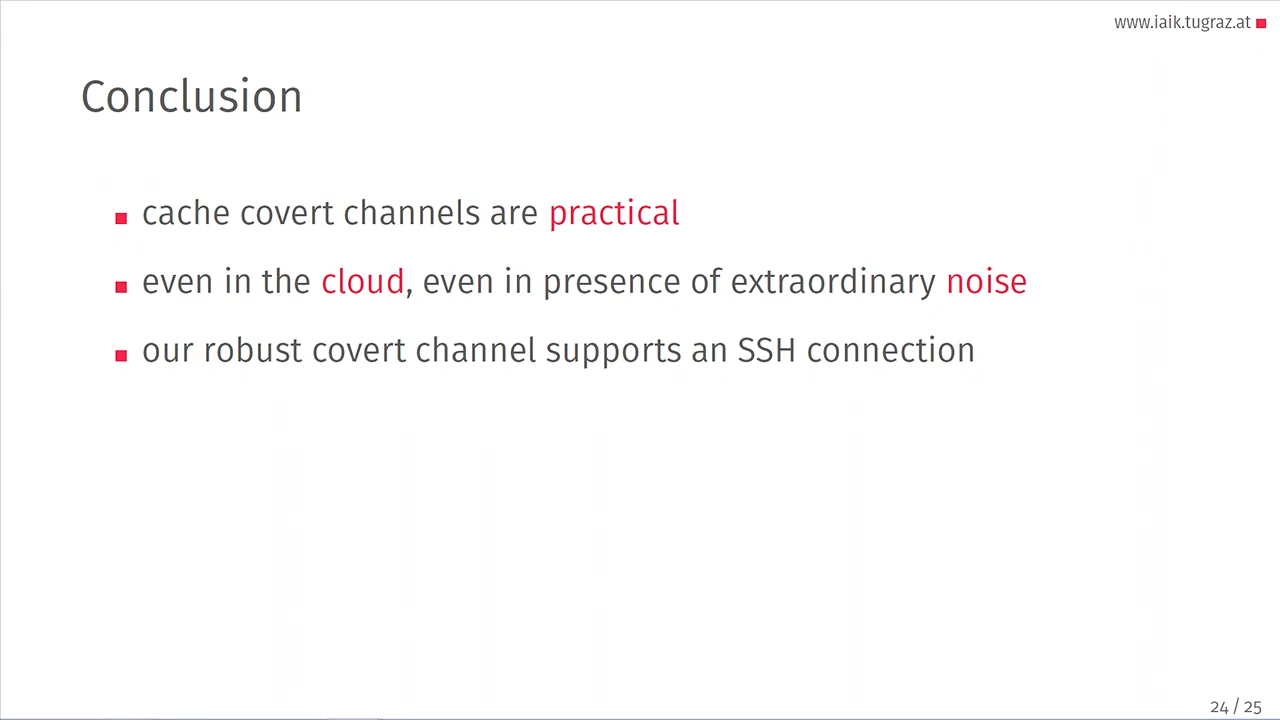 www.iaik.tugraz.at
Conclusion
cache covert channels are practical
even in the cloud, even in presence of extraordinary noise
our robust covert channel supports an SSH connection
24 / 25